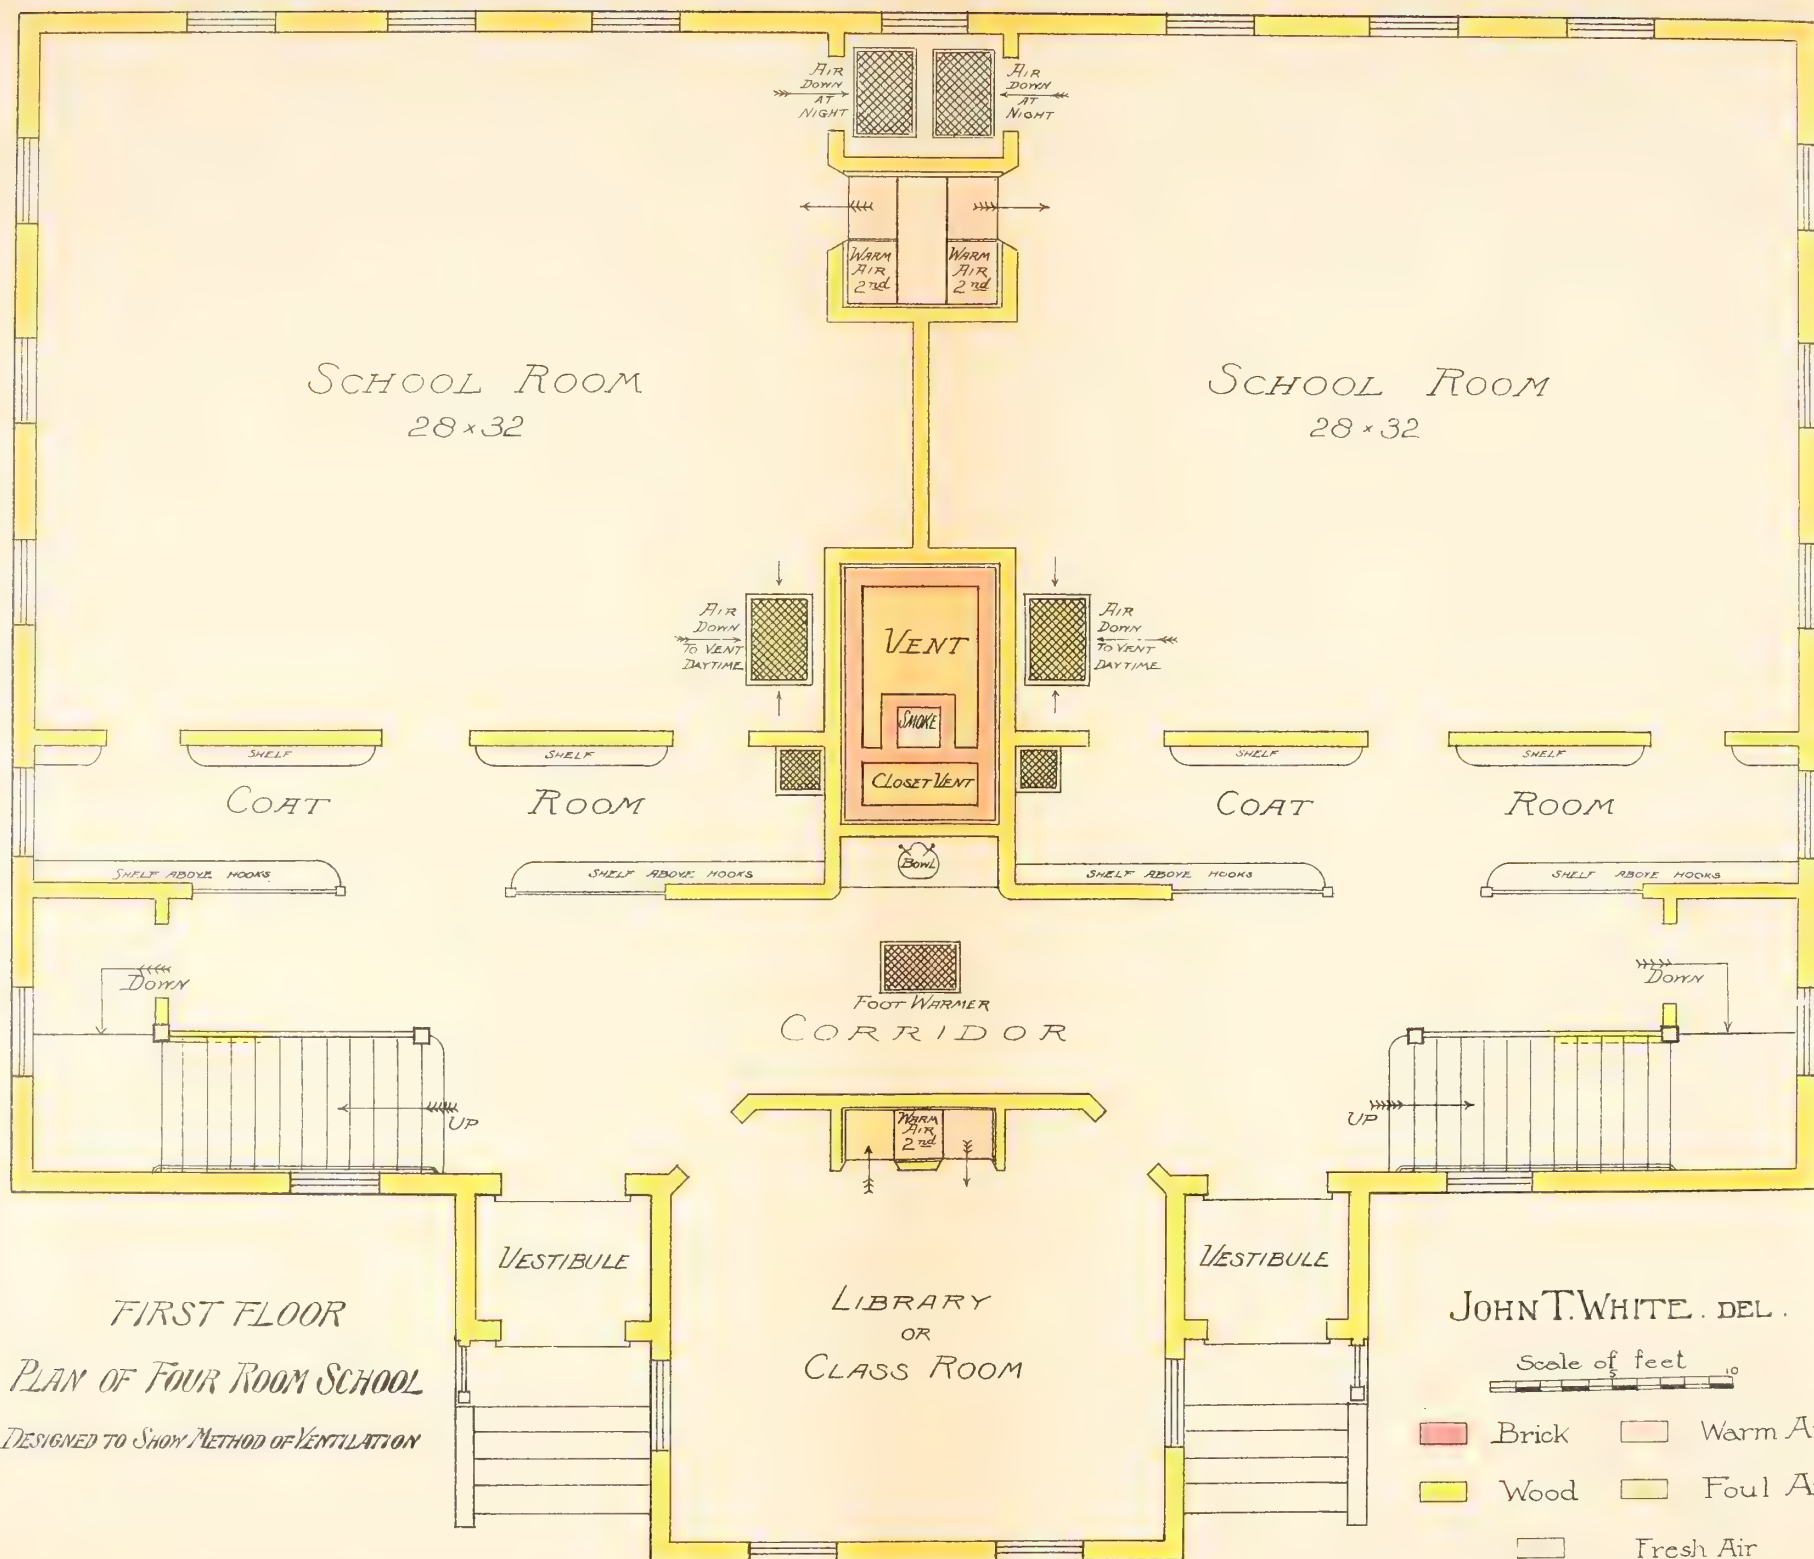 AIR
DOWN
AT
NIGHT
AIR
DOWN
AT
NIGHT
WARM
AIR
2nd
WARM
AIR
2nd
SCHOOL ROOM
28 × 32
SCHOOL ROOM
28 × 32
AIR
DOWN
TO VENT
DAYTIME
VENT
SMOKE
CLOSET VENT
AIR
DOWN
TO VENT
DAYTIME
SHELF
SHELF
SHELF
SHELF
COAT ROOM
COAT ROOM
BOWL
SHELF ABOVE HOOKS
SHELF ABOVE HOOKS
SHELF ABOVE HOOKS
SHELF ABOVE HOOKS
DOWN
DOWN
FOOT WARMER
CORRIDOR
UP
UP
WARM
AIR
2nd
VESTIBULE
VESTIBULE
LIBRARY
OR
CLASS ROOM
FIRST FLOOR
PLAN OF FOUR ROOM SCHOOL
DESIGNED TO SHOW METHOD OF VENTILATION
JOHN T. WHITE. DEL.
Scale of feet
5 10
Brick
Warm A
Wood
Foul A
Fresh Air